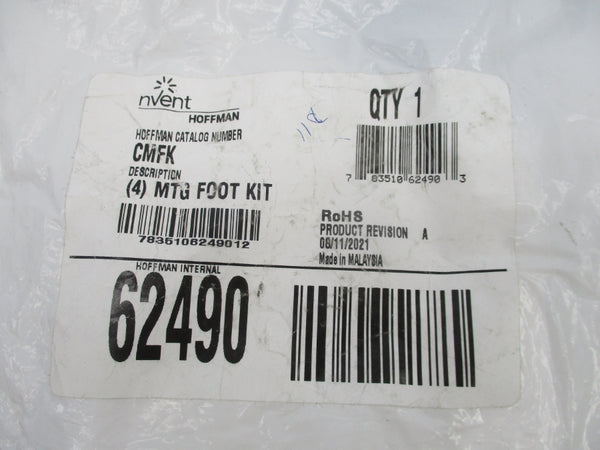 nVent
HOFFMAN
HOFFMAN CATALOG NUMBER
CMFK
DESCRIPTION
(4) MTG FOOT KIT
7835106249012
QTY 1
7 83510 62490 3
RoHS
PRODUCT REVISION A
06/11/2021
Made in MALAYSIA
HOFFMAN INTERNAL
62490